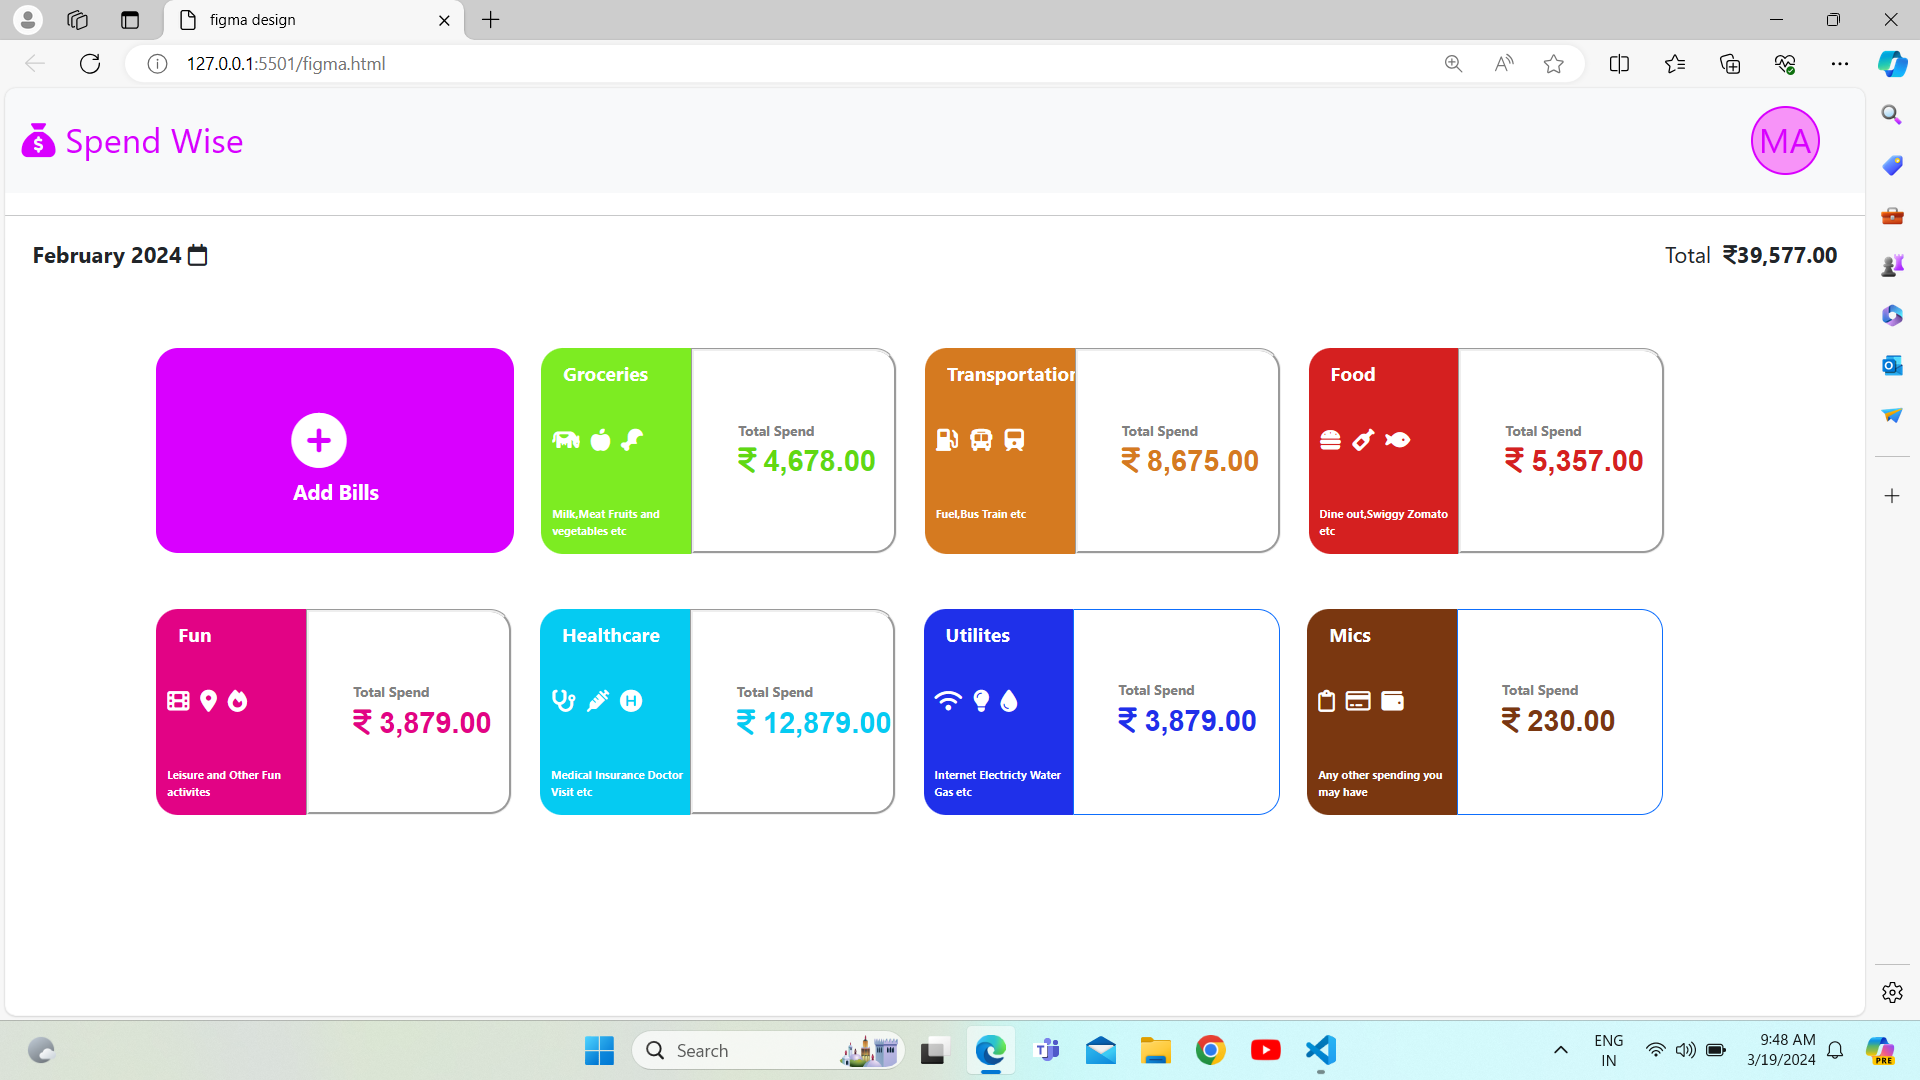 figma design
127.0.0.1:5501/figma.html
Spend Wise
MA
February 2024
Total ₹39,577.00
Add Bills
Groceries
Total Spend
₹ 4,678.00
Milk,Meat Fruits and
vegetables etc
Transportation
Total Spend
₹ 8,675.00
Fuel,Bus Train etc
Food
Total Spend
₹ 5,357.00
Dine out,Swiggy Zomato
etc
Fun
Total Spend
₹ 3,879.00
Leisure and Other Fun
activites
Healthcare
Total Spend
₹ 12,879.00
Medical Insurance Doctor
Visit etc
H
Utilites
Total Spend
₹ 3,879.00
Internet Electricty Water
Gas etc
Mics
Total Spend
₹ 230.00
Any other spending you
may have
Search
ENG
IN
9:48 AM
3/19/2024
PRE